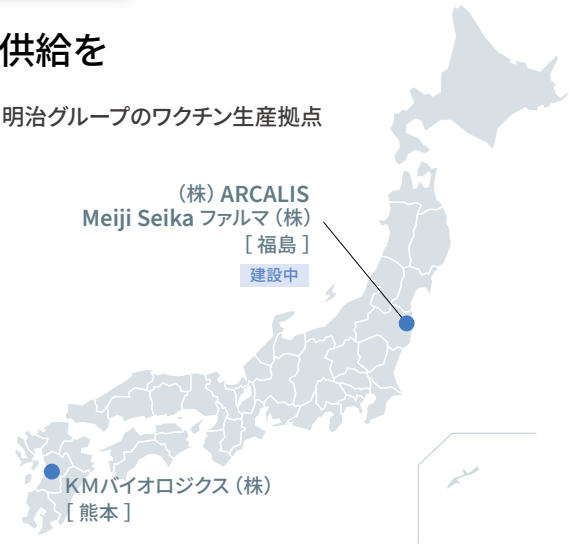 供給を
明治グループのワクチン生産拠点
（株）ARCALIS
Meiji Seika ファルマ（株）
[ 福島 ]
建設中
KMバイオロジクス（株）
[ 熊本 ]